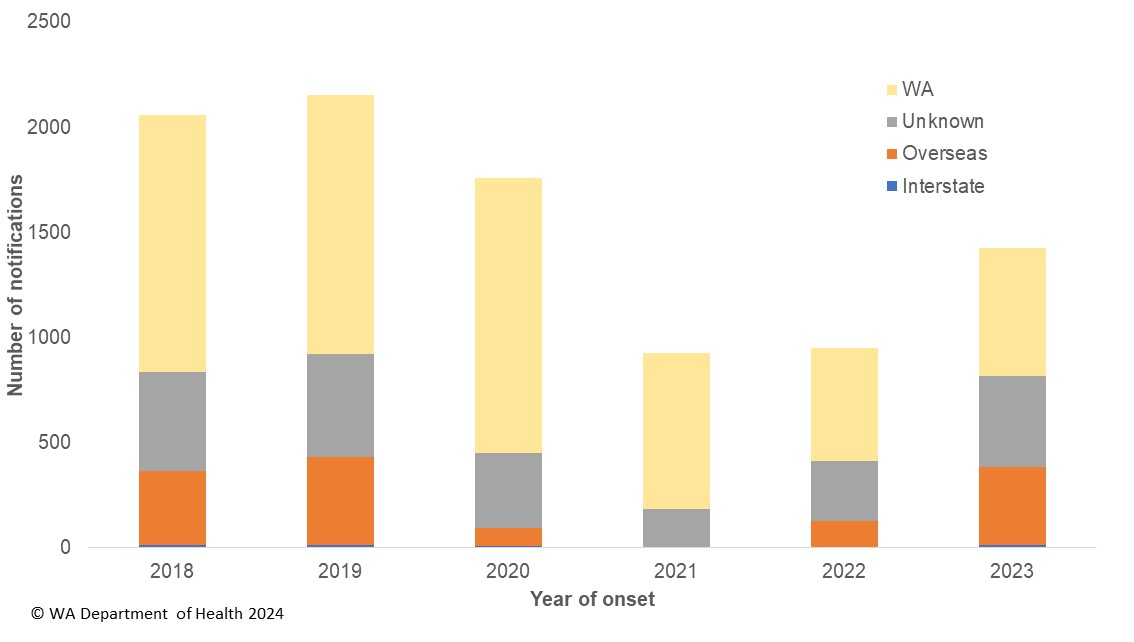 2500
2000
1500
1000
500
0
Number of notifications
WA
Unknown
Overseas
Interstate
2018 2019 2020 2021 2022 2023
Year of onset
© WA Department of Health 2024